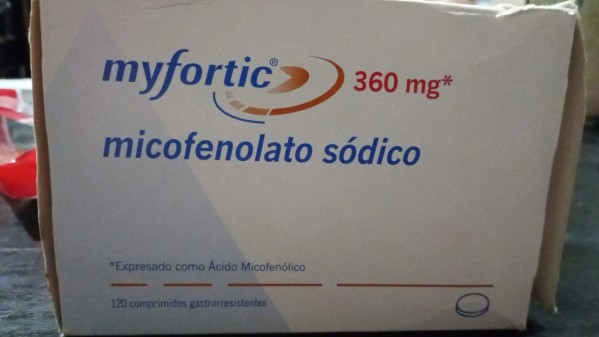 myfortic® 360 mg*
micofenolato sódico
*Expresado como Ácido Micofenólico
120 comprimidos gastrorresistentes